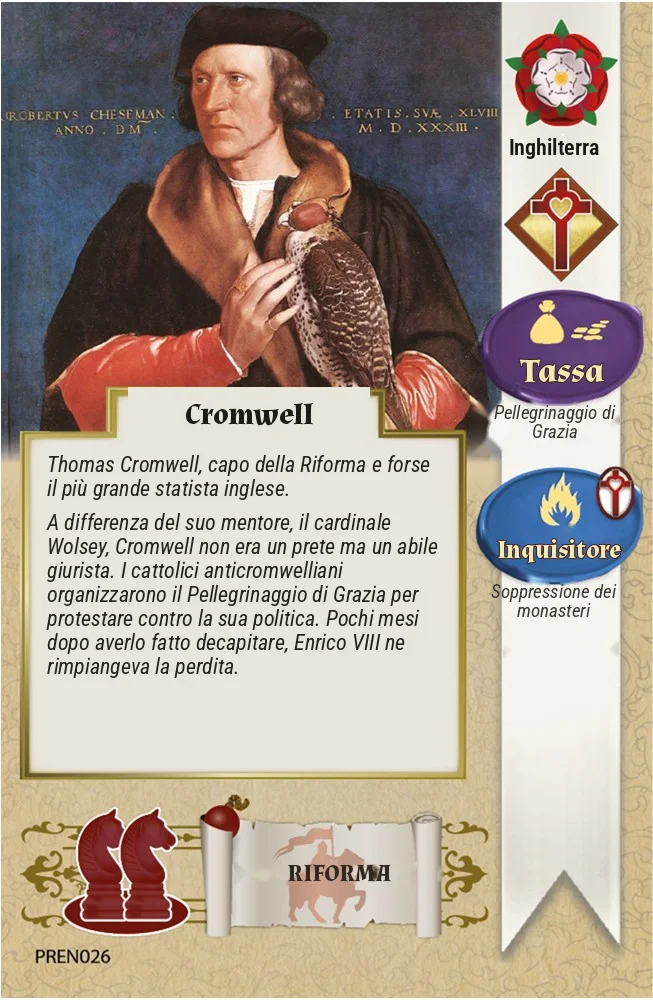 ROBERTVS CHESEMAN .
ANNO . DM .
. ETATIS . SVÆ . XLVIII
M . D . XXXIII .
Inghilterra
Tassa
Pellegrinaggio di
Grazia
Inquisitore
Soppressione dei
monasteri
Cromwell
Thomas Cromwell, capo della Riforma e forse
il più grande statista inglese.
A differenza del suo mentore, il cardinale
Wolsey, Cromwell non era un prete ma un abile
giurista. I cattolici anticromwelliani
organizzarono il Pellegrinaggio di Grazia per
protestare contro la sua politica. Pochi mesi
dopo averlo fatto decapitare, Enrico VIII ne
rimpiangeva la perdita.
RIFORMA
PREN026